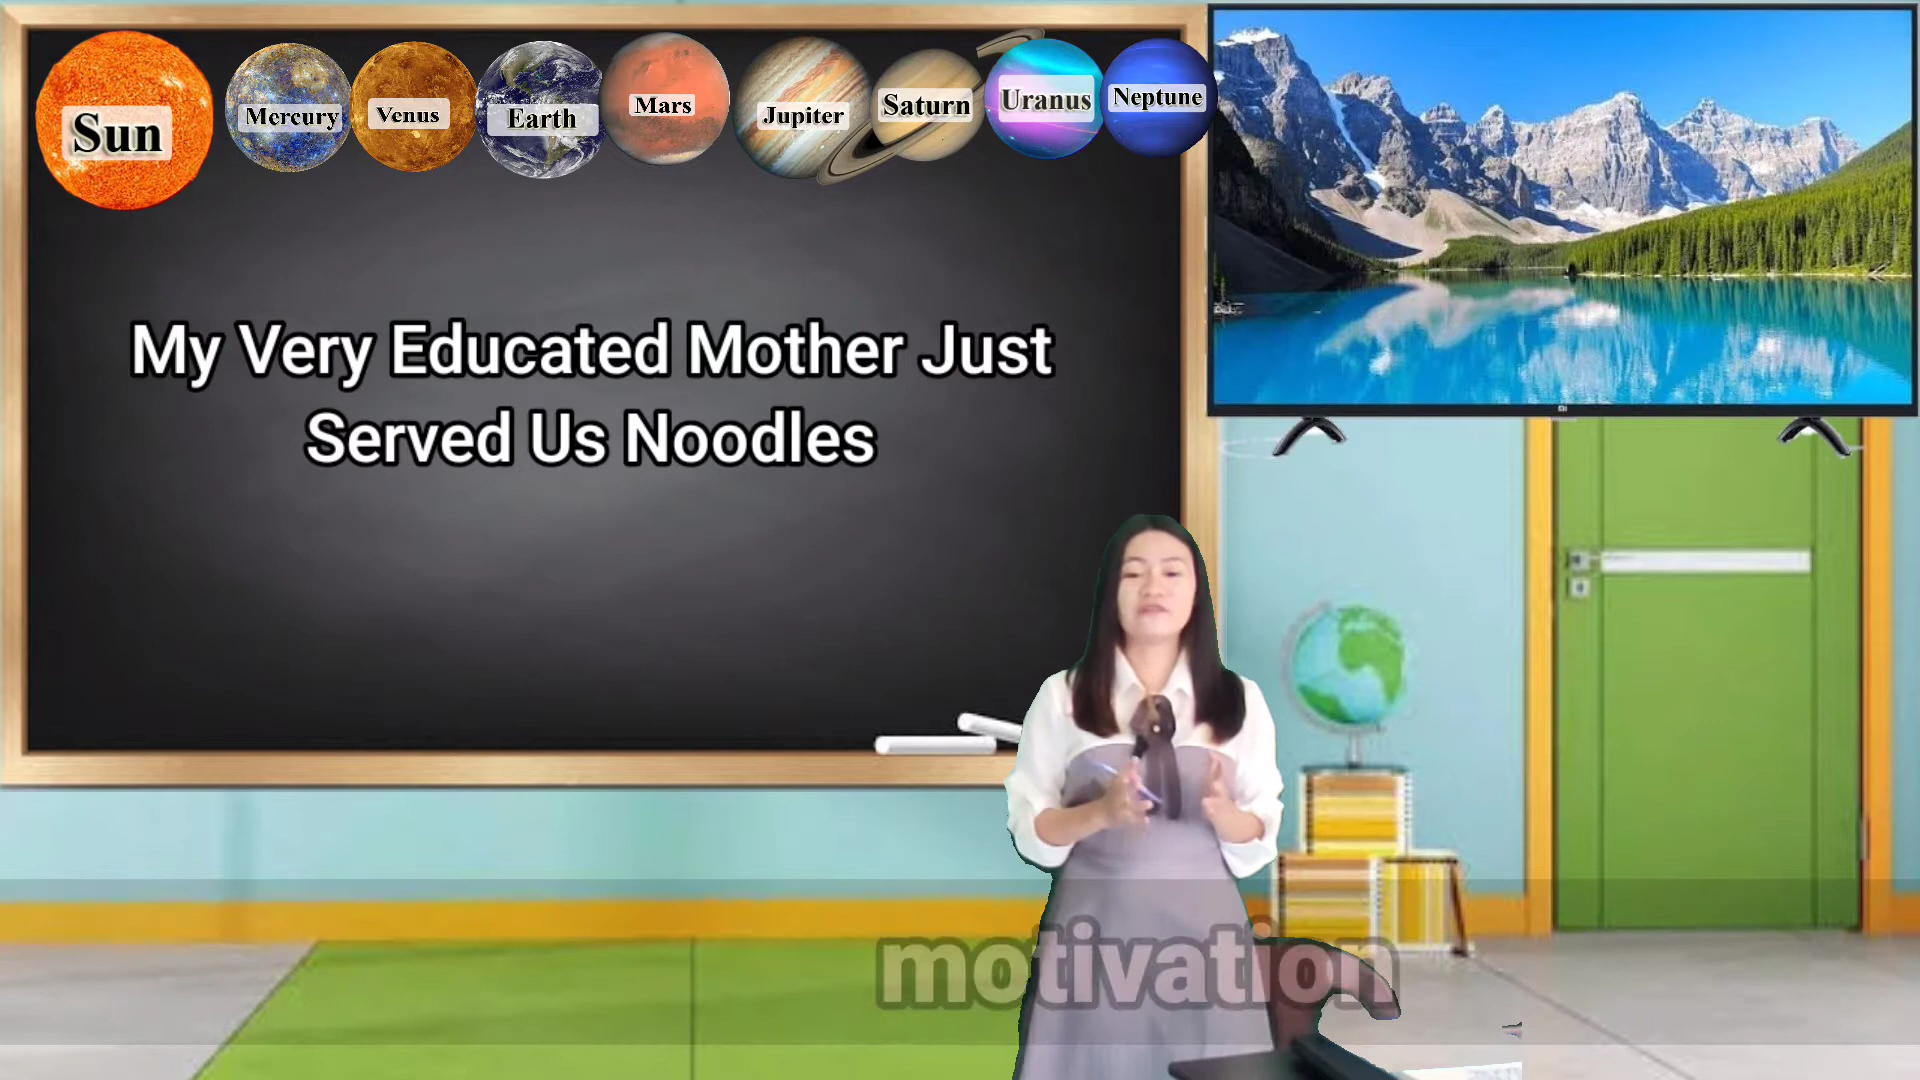 Sun
Mercury
Venus
Earth
Mars
Jupiter
Saturn
Uranus
Neptune
My Very Educated Mother Just
Served Us Noodles
motivation